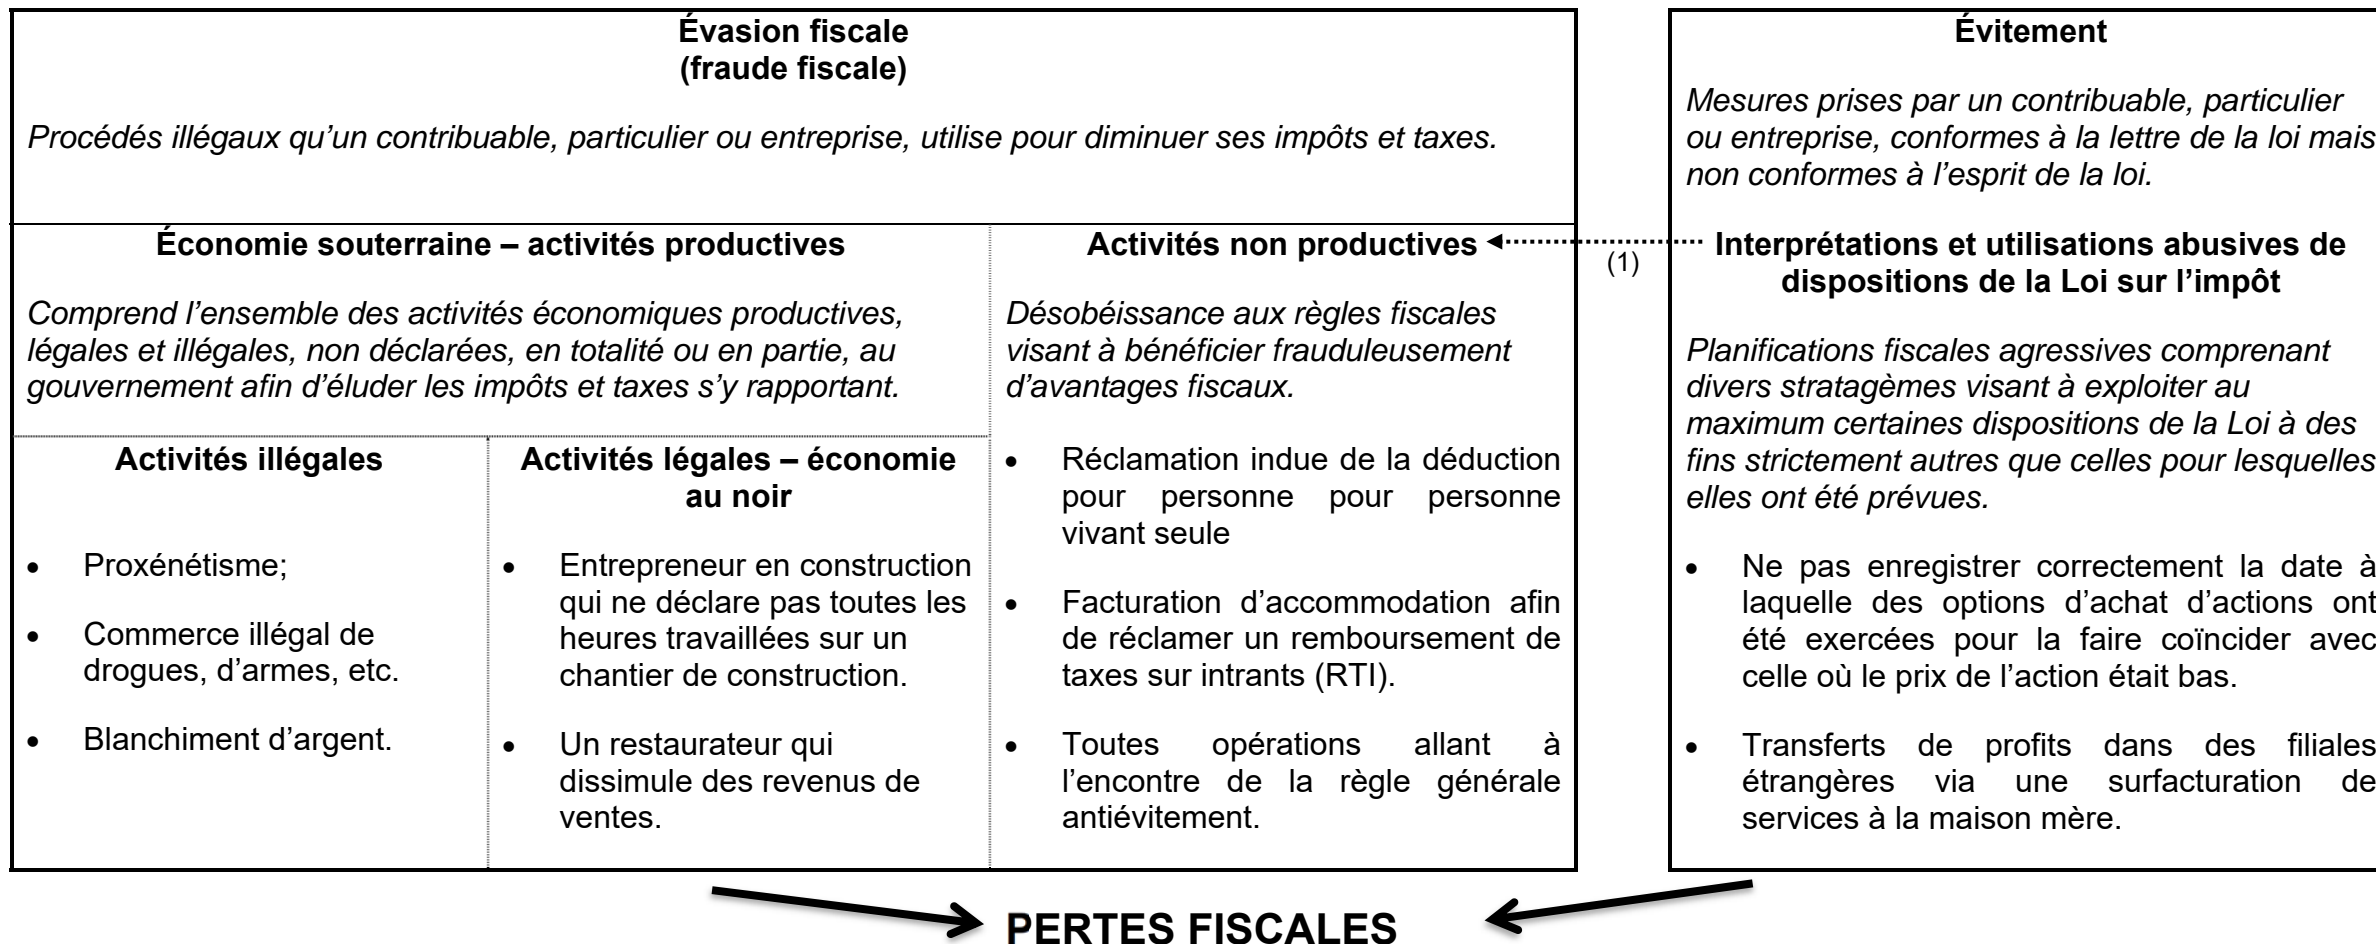 Évasion fiscale
(fraude fiscale)
Procédés illégaux qu’un contribuable, particulier ou entreprise, utilise pour diminuer ses impôts et taxes.
Économie souterraine – activités productives
Comprend l’ensemble des activités économiques productives,
légales et illégales, non déclarées, en totalité ou en partie, au
gouvernement afin d’éluder les impôts et taxes s’y rapportant.
Activités illégales
• Proxénétisme;
• Commerce illégal de
drogues, d’armes, etc.
• Blanchiment d’argent.
Activités légales – économie
au noir
• Entrepreneur en construction
qui ne déclare pas toutes les
heures travaillées sur un
chantier de construction.
• Un restaurateur qui
dissimule des revenus de
ventes.
Activités non productives
Désobéissance aux règles fiscales
visant à bénéficier frauduleusement
d’avantages fiscaux.
• Réclamation indue de la déduction
pour personne pour personne
vivant seule
• Facturation d’accommodation afin
de réclamer un remboursement de
taxes sur intrants (RTI).
• Toutes opérations allant à
l’encontre de la règle générale
antiévitement.
(1)
Évitement
Mesures prises par un contribuable, particulier
ou entreprise, conformes à la lettre de la loi mais
non conformes à l’esprit de la loi.
Interprétations et utilisations abusives de
dispositions de la Loi sur l’impôt
Planifications fiscales agressives comprenant
divers stratagèmes visant à exploiter au
maximum certaines dispositions de la Loi à des
fins strictement autres que celles pour lesquelles
elles ont été prévues.
• Ne pas enregistrer correctement la date à
laquelle des options d’achat d’actions ont
été exercées pour la faire coïncider avec
celle où le prix de l’action était bas.
• Transferts de profits dans des filiales
étrangères via une surfacturation de
services à la maison mère.
PERTES FISCALES